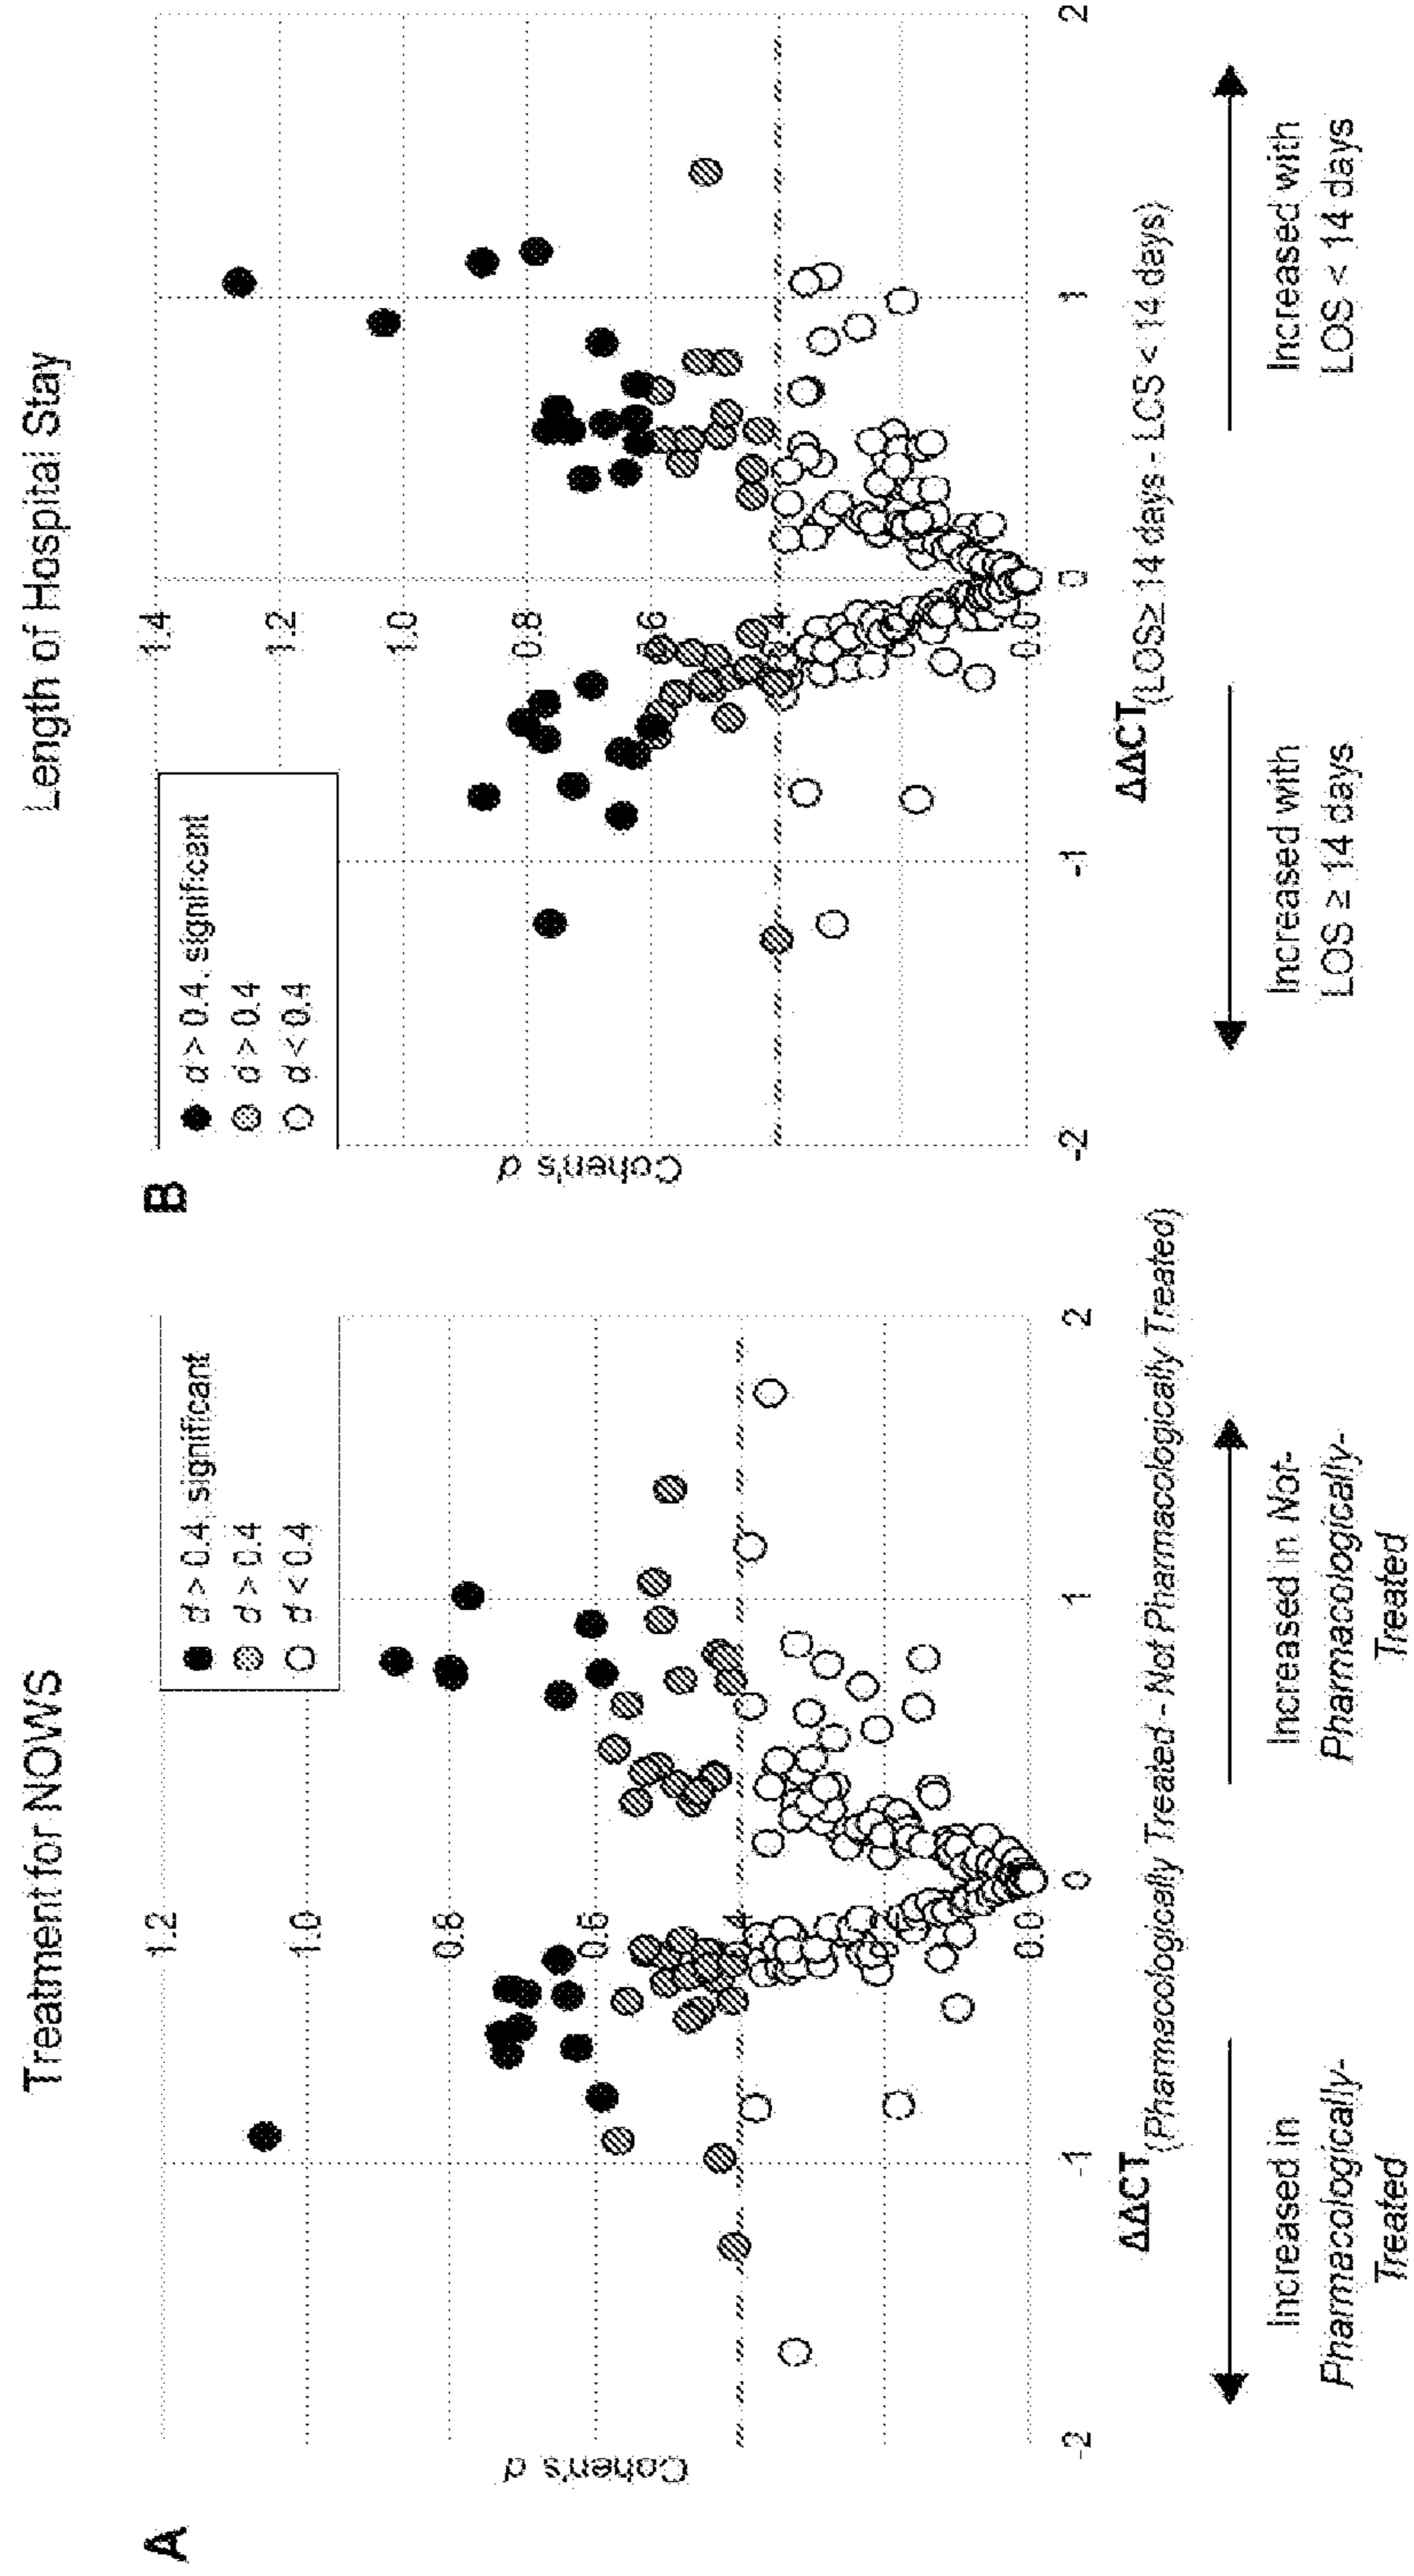 A
Treatment for NOWS
d > 0.4, significant
d > 0.4
d < 0.4
Cohen's d
1.2
1.0
0.8
0.6
0.4
0.0
-2
-1
0
1
2
ΔΔCT(Pharmacologically Treated - Not Pharmacologically Treated)
Increased in
Pharmacologically-
Treated
Increased in Not-
Pharmacologically-
Treated
B
Length of Hospital Stay
d > 0.4, significant
d > 0.4
d < 0.4
Cohen's d
1.4
1.2
1.0
0.8
0.6
0.4
0.0
-2
-1
0
1
2
ΔΔCT(LOS≥ 14 days - LOS < 14 days)
Increased with
LOS ≥ 14 days
Increased with
LOS < 14 days